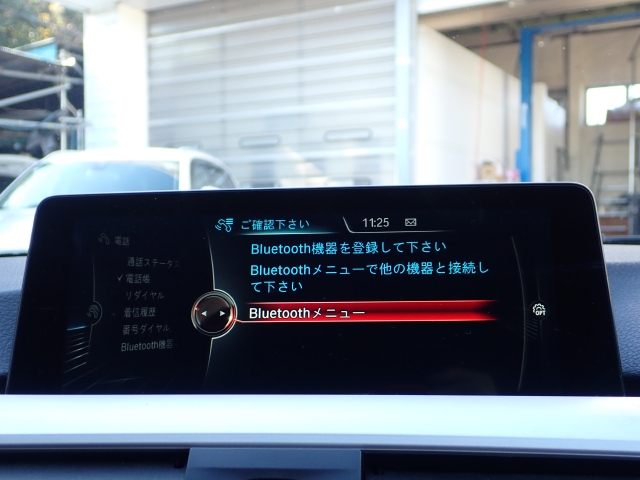 ご確認下さい
11:25
電話
通話ステータス
電話帳
リダイヤル
着信履歴
番号ダイヤル
Bluetooth機器
Bluetooth機器を登録して下さい
Bluetoothメニューで他の機器と接続し
て下さい
Bluetoothメニュー
OPT